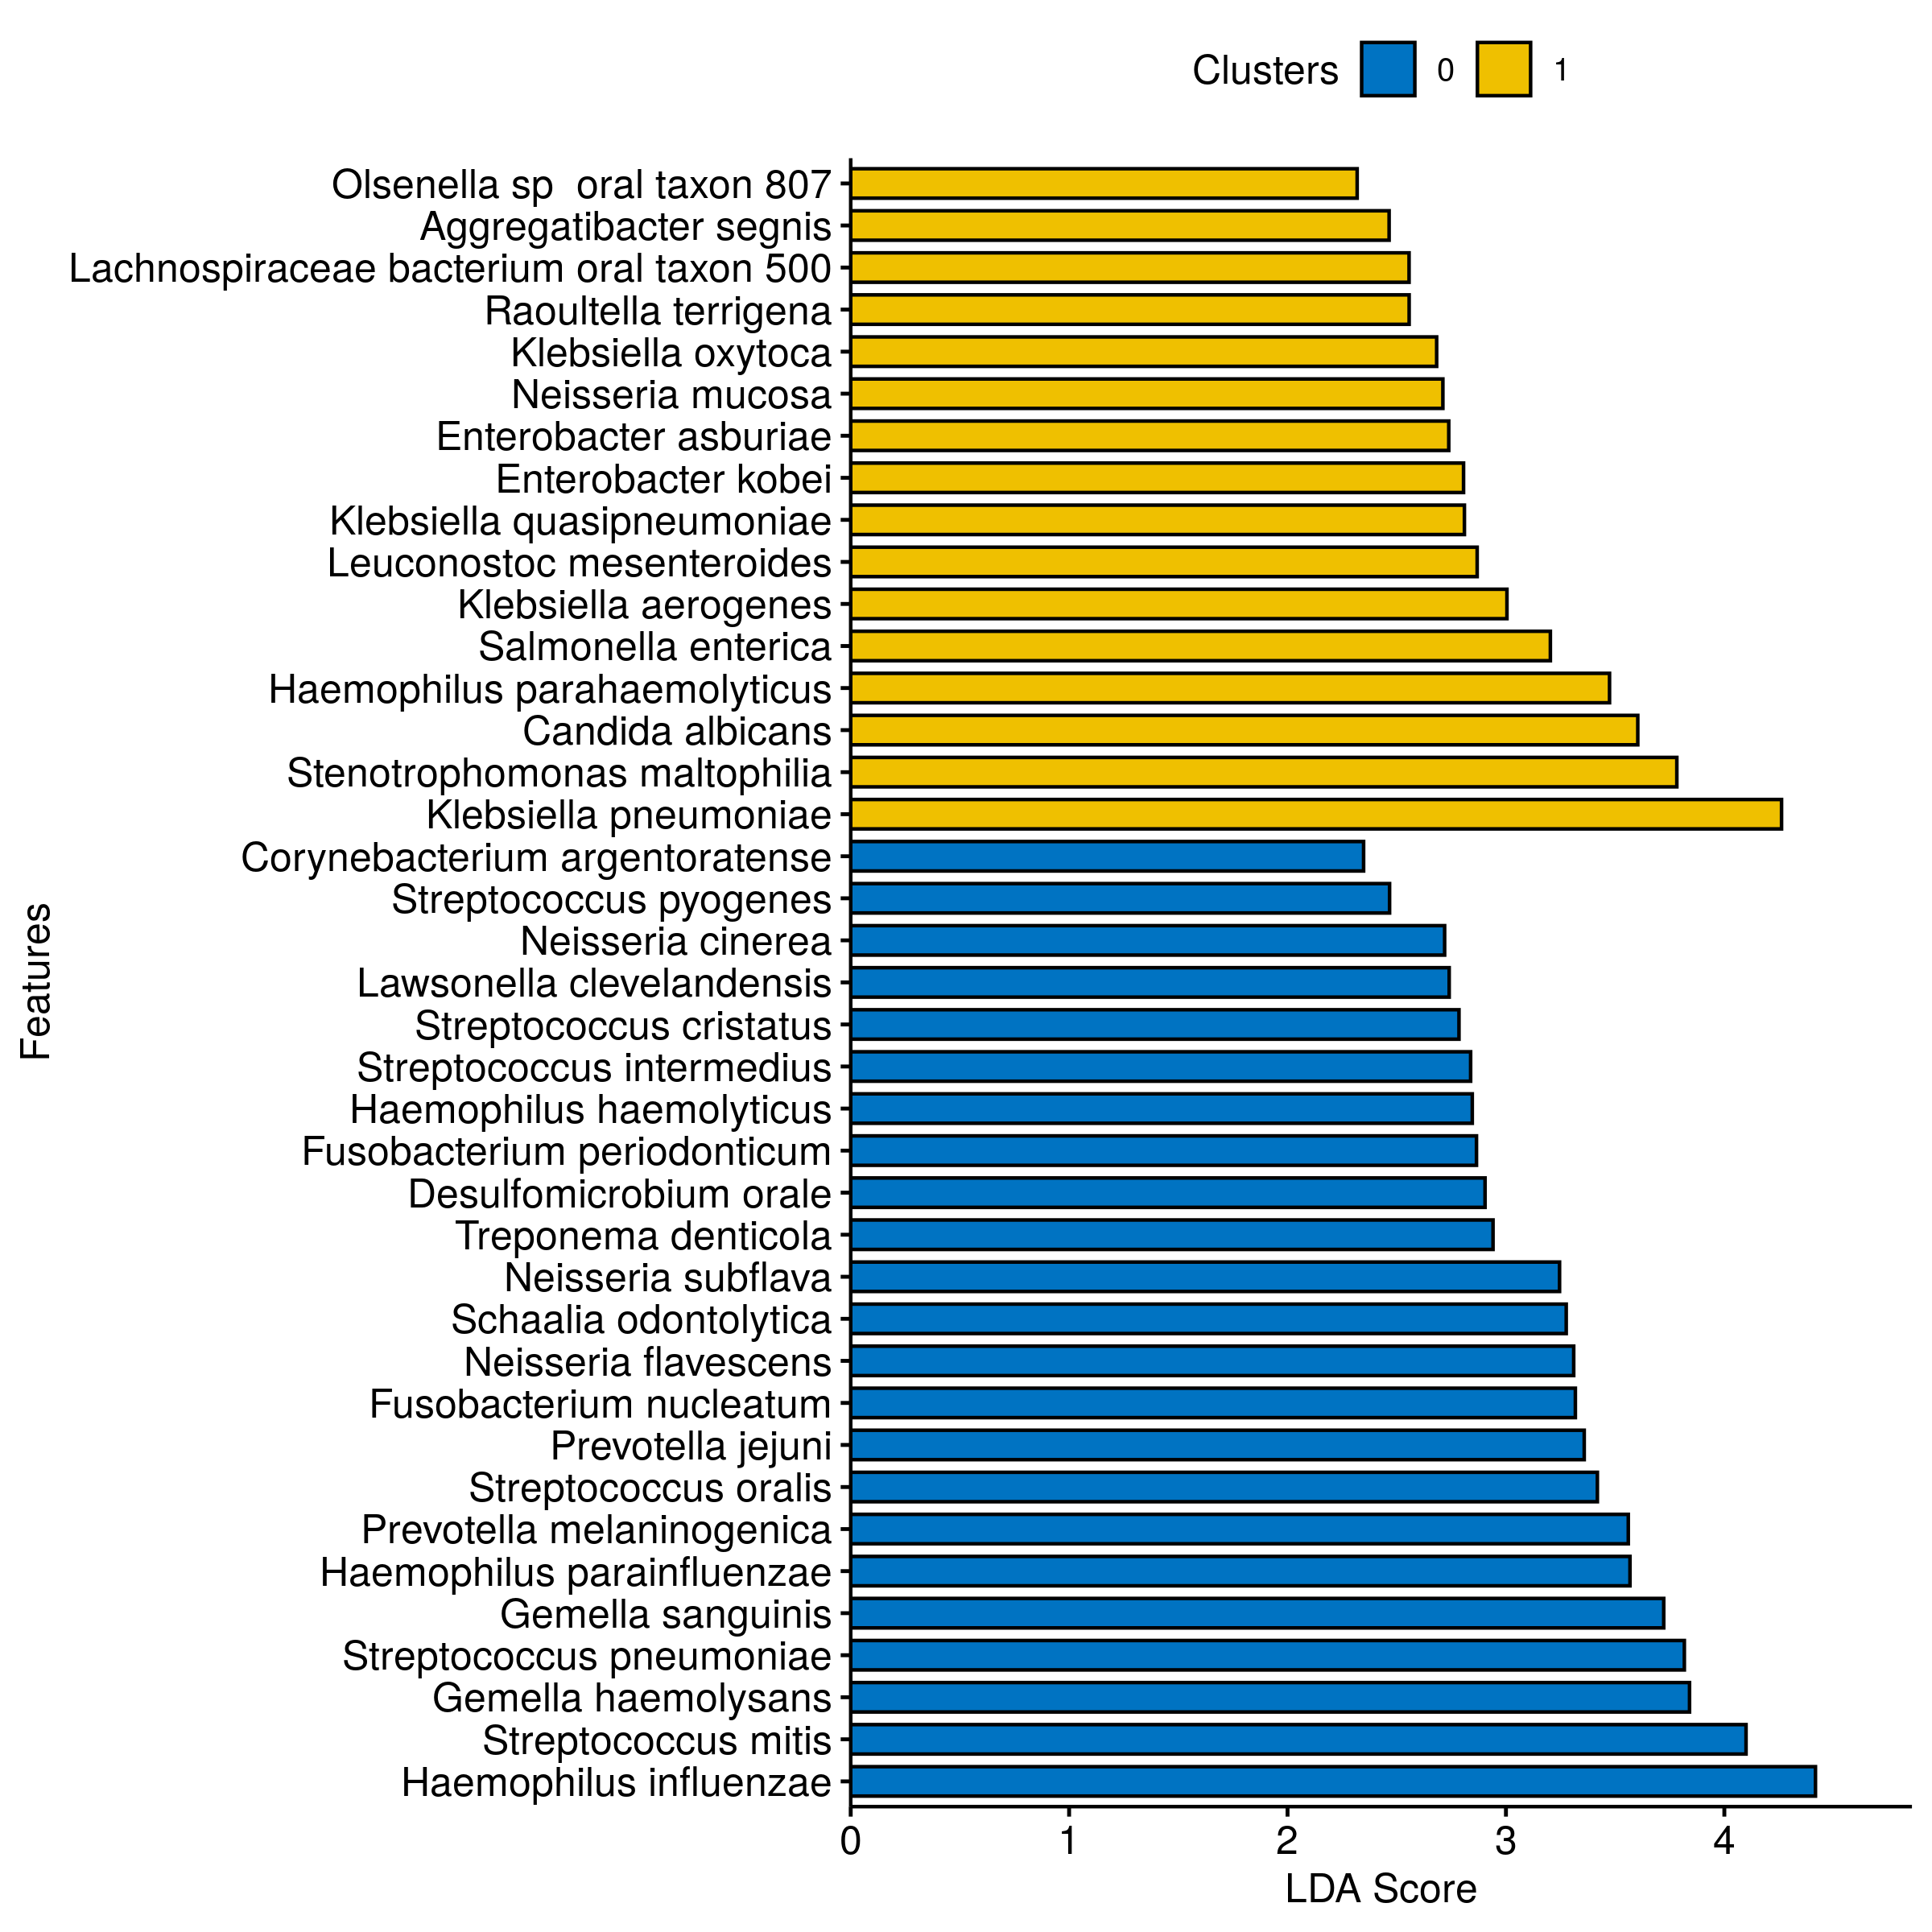 Clusters 0 1
Olsenella sp  oral taxon 807
Aggregatibacter segnis
Lachnospiraceae bacterium oral taxon 500
Raoultella terrigena
Klebsiella oxytoca
Neisseria mucosa
Enterobacter asburiae
Enterobacter kobei
Klebsiella quasipneumoniae
Leuconostoc mesenteroides
Klebsiella aerogenes
Salmonella enterica
Haemophilus parahaemolyticus
Candida albicans
Stenotrophomonas maltophilia
Klebsiella pneumoniae
Corynebacterium argentoratense
Streptococcus pyogenes
Neisseria cinerea
Lawsonella clevelandensis
Streptococcus cristatus
Streptococcus intermedius
Haemophilus haemolyticus
Fusobacterium periodonticum
Desulfomicrobium orale
Treponema denticola
Neisseria subflava
Schaalia odontolytica
Neisseria flavescens
Fusobacterium nucleatum
Prevotella jejuni
Streptococcus oralis
Prevotella melaninogenica
Haemophilus parainfluenzae
Gemella sanguinis
Streptococcus pneumoniae
Gemella haemolysans
Streptococcus mitis
Haemophilus influenzae
Features
0 1 2 3 4
LDA Score